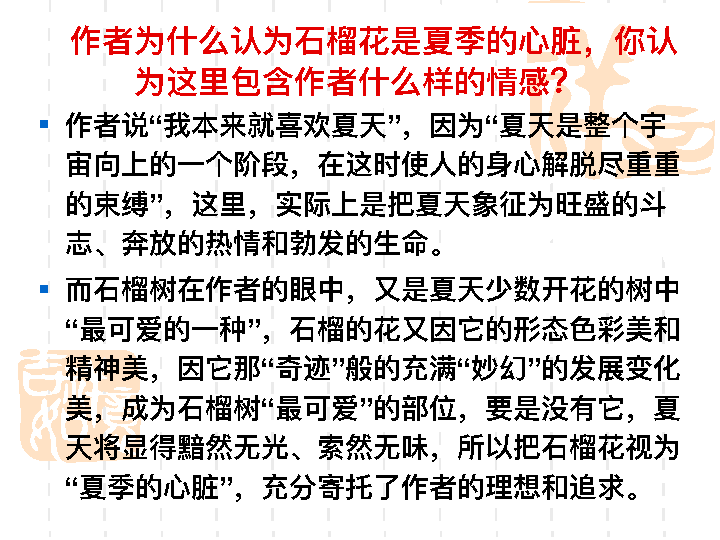 作者为什么认为石榴花是夏季的心脏，你认
为这里包含作者什么样的情感？
作者说“我本来就喜欢夏天”，因为“夏天是整个宇
宙向上的一个阶段，在这时使人的身心解脱尽重重
的束缚”，这里，实际上是把夏天象征为旺盛的斗
志、奔放的热情和勃发的生命。
而石榴树在作者的眼中，又是夏天少数开花的树中
“最可爱的一种”，石榴的花又因它的形态色彩美和
精神美，因它那“奇迹”般的充满“妙幻”的发展变化
美，成为石榴树“最可爱”的部位，要是没有它，夏
天将显得黯然无光、索然无味，所以把石榴花视为
“夏季的心脏”，充分寄托了作者的理想和追求。